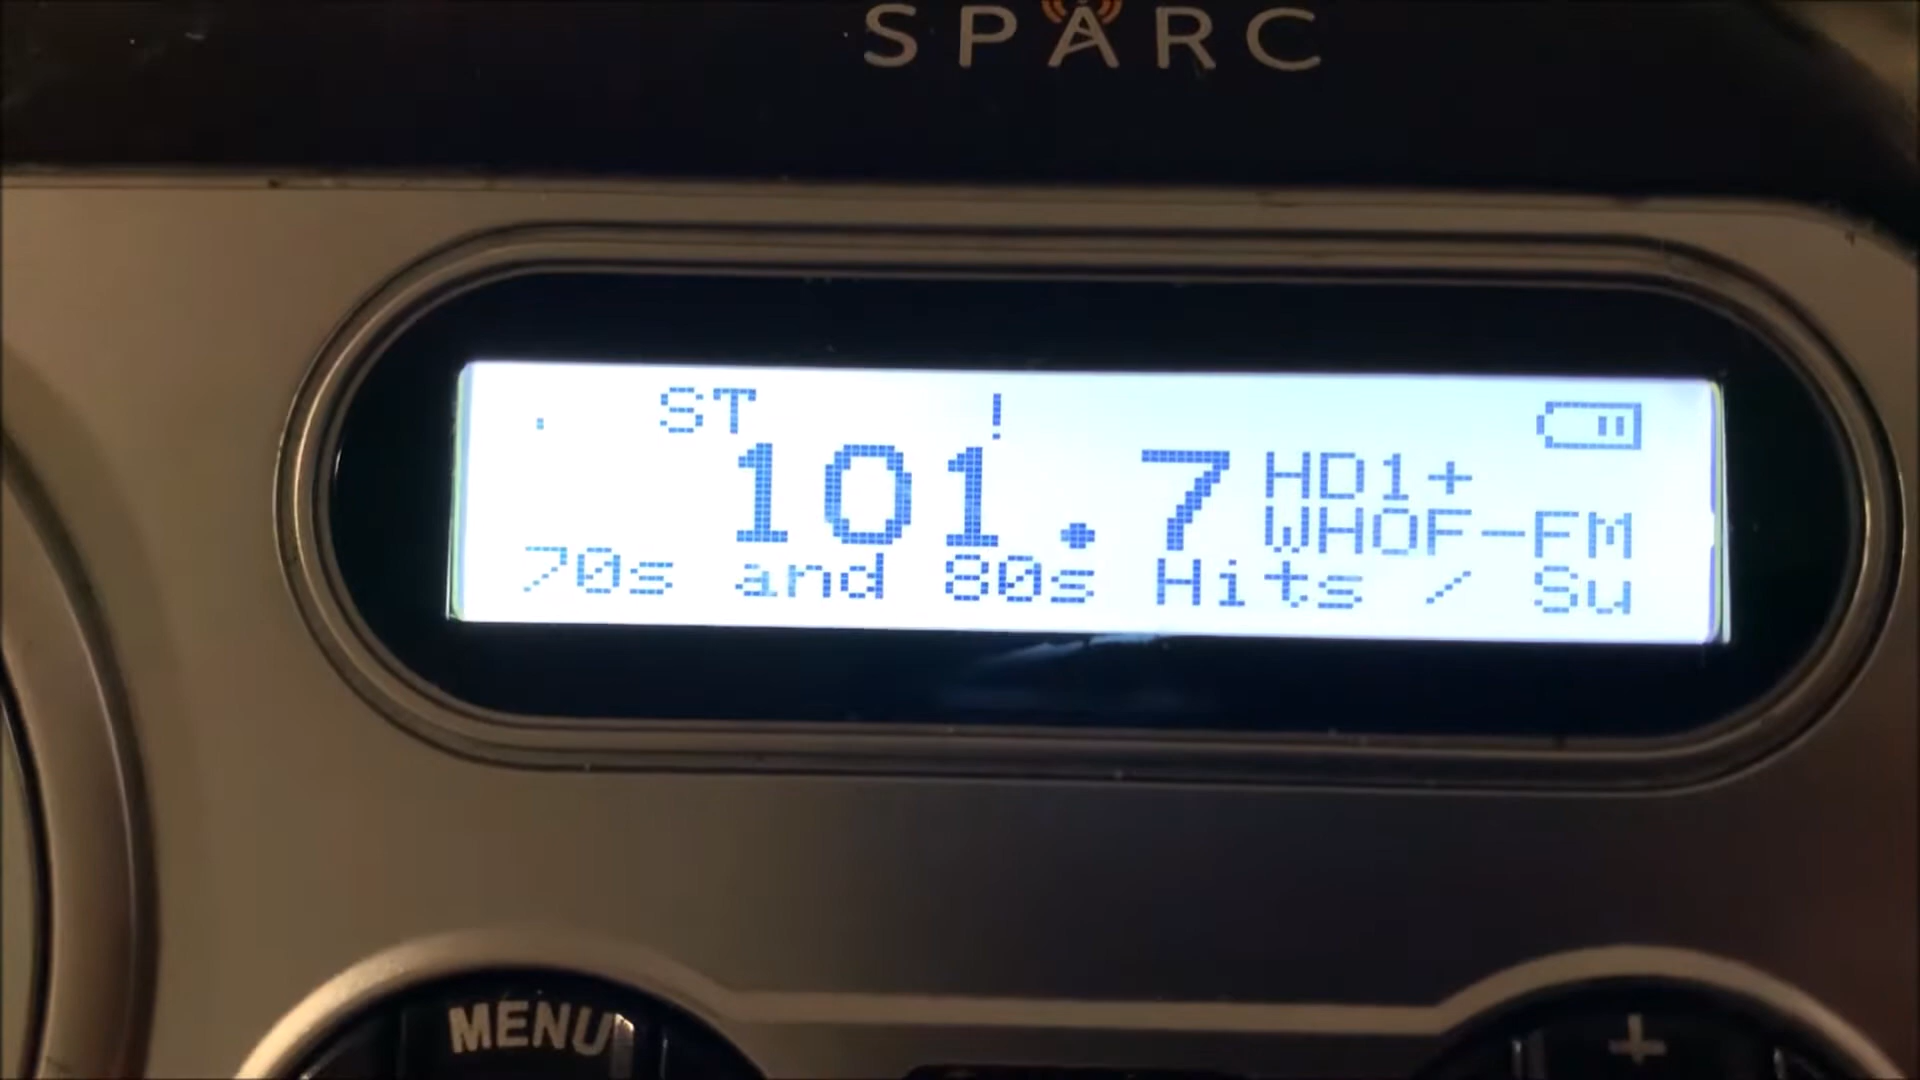 SPARC
ST !
101.7 HD1+
WHOF-FM
70s and 80s Hits / Su
MENU
+